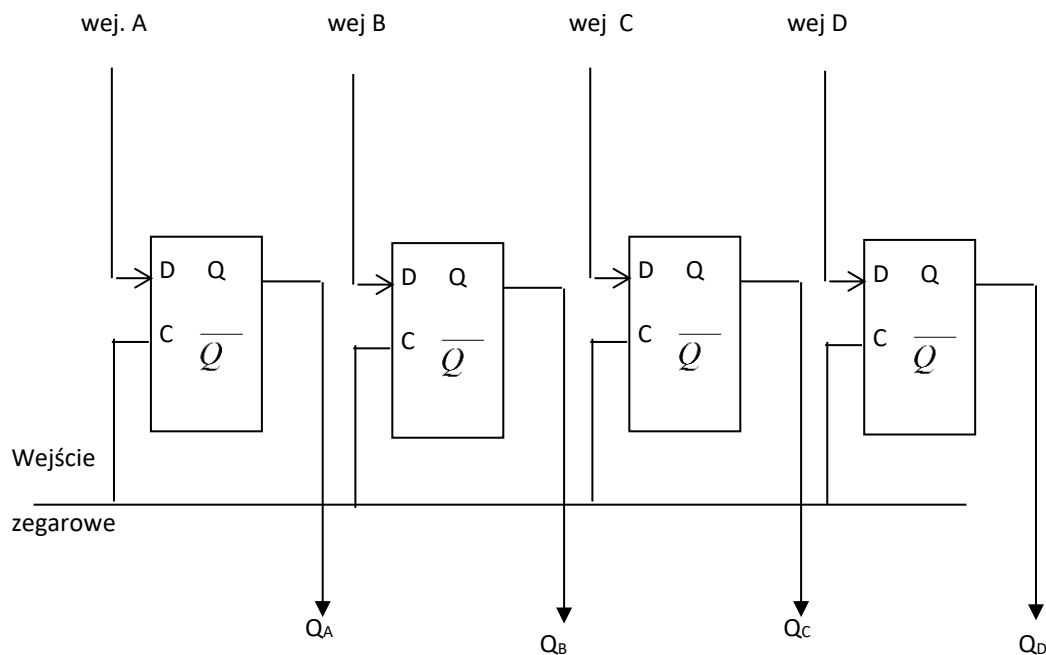 wej. A wej B wej C wej D
D Q D Q D Q D Q
C Q̅ C Q̅ C Q̅ C Q̅
Wejście
zegarowe
QA QB QC QD